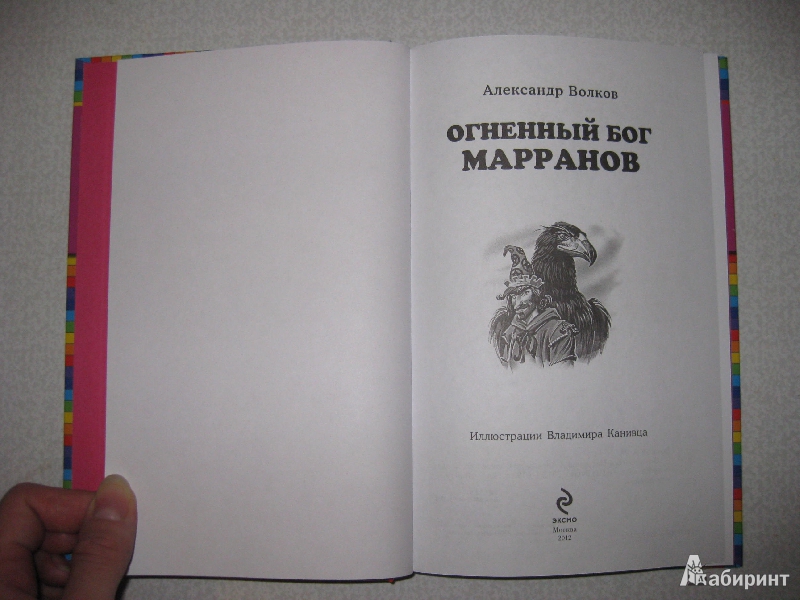 Александр Волков
ОГНЕННЫЙ БОГ
МАРРАНОВ
Иллюстрации Владимира Канивца
ЭКСМО
Москва
2012
Лабиринт